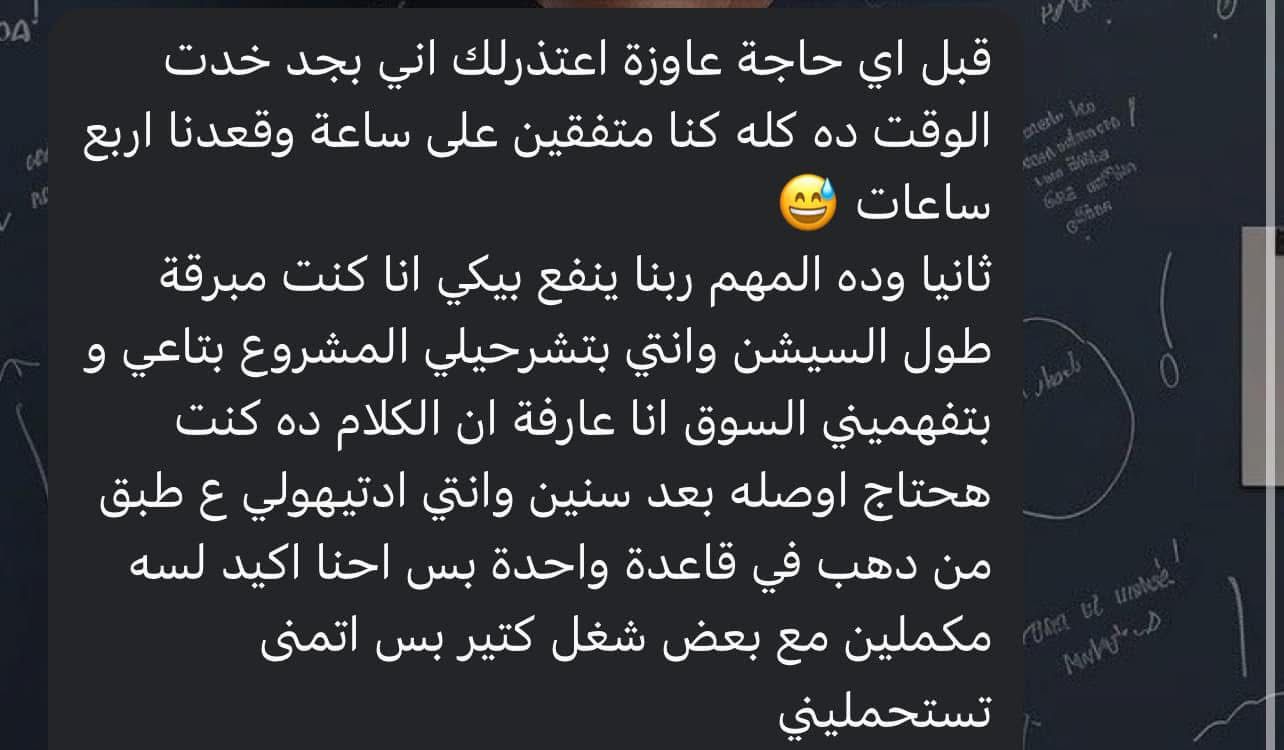 قبل اي حاجة عاوزة اعتذرلك اني بجد خدت
الوقت ده كله كنا متفقين على ساعة وقعدنا اربع
ساعات 😅
ثانيا وده المهم ربنا ينفع بيكي انا كنت مبرقة
طول السيشن وانتي بتشرحيلي المشروع بتاعي و
بتفهميني السوق انا عارفة ان الكلام ده كنت
هحتاج اوصله بعد سنين وانتي ادتيهولي ع طبق
من دهب في قاعدة واحدة بس احنا اكيد لسه
مكملين مع بعض شغل كتير بس اتمنى
تستحمليني